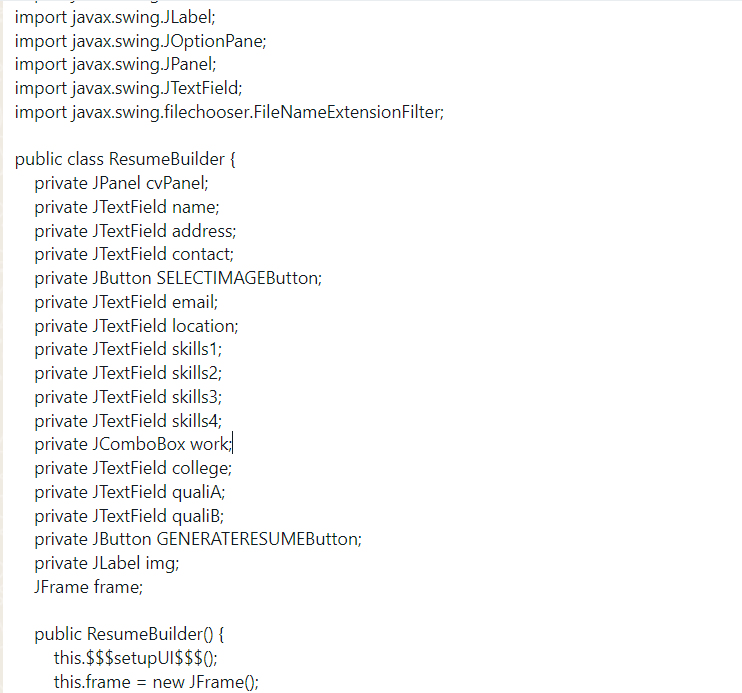 import javax.swing.JLabel;
import javax.swing.JOptionPane;
import javax.swing.JPanel;
import javax.swing.JTextField;
import javax.swing.filechooser.FileNameExtensionFilter;
public class ResumeBuilder {
private JPanel cvPanel;
private JTextField name;
private JTextField address;
private JTextField contact;
private JButton SELECTIMAGEButton;
private JTextField email;
private JTextField location;
private JTextField skills1;
private JTextField skills2;
private JTextField skills3;
private JTextField skills4;
private JComboBox work;
private JTextField college;
private JTextField qualiA;
private JTextField qualiB;
private JButton GENERATERESUMEButton;
private JLabel img;
JFrame frame;
public ResumeBuilder() {
this.$$$setupUI$$$();
this.frame = new JFrame();